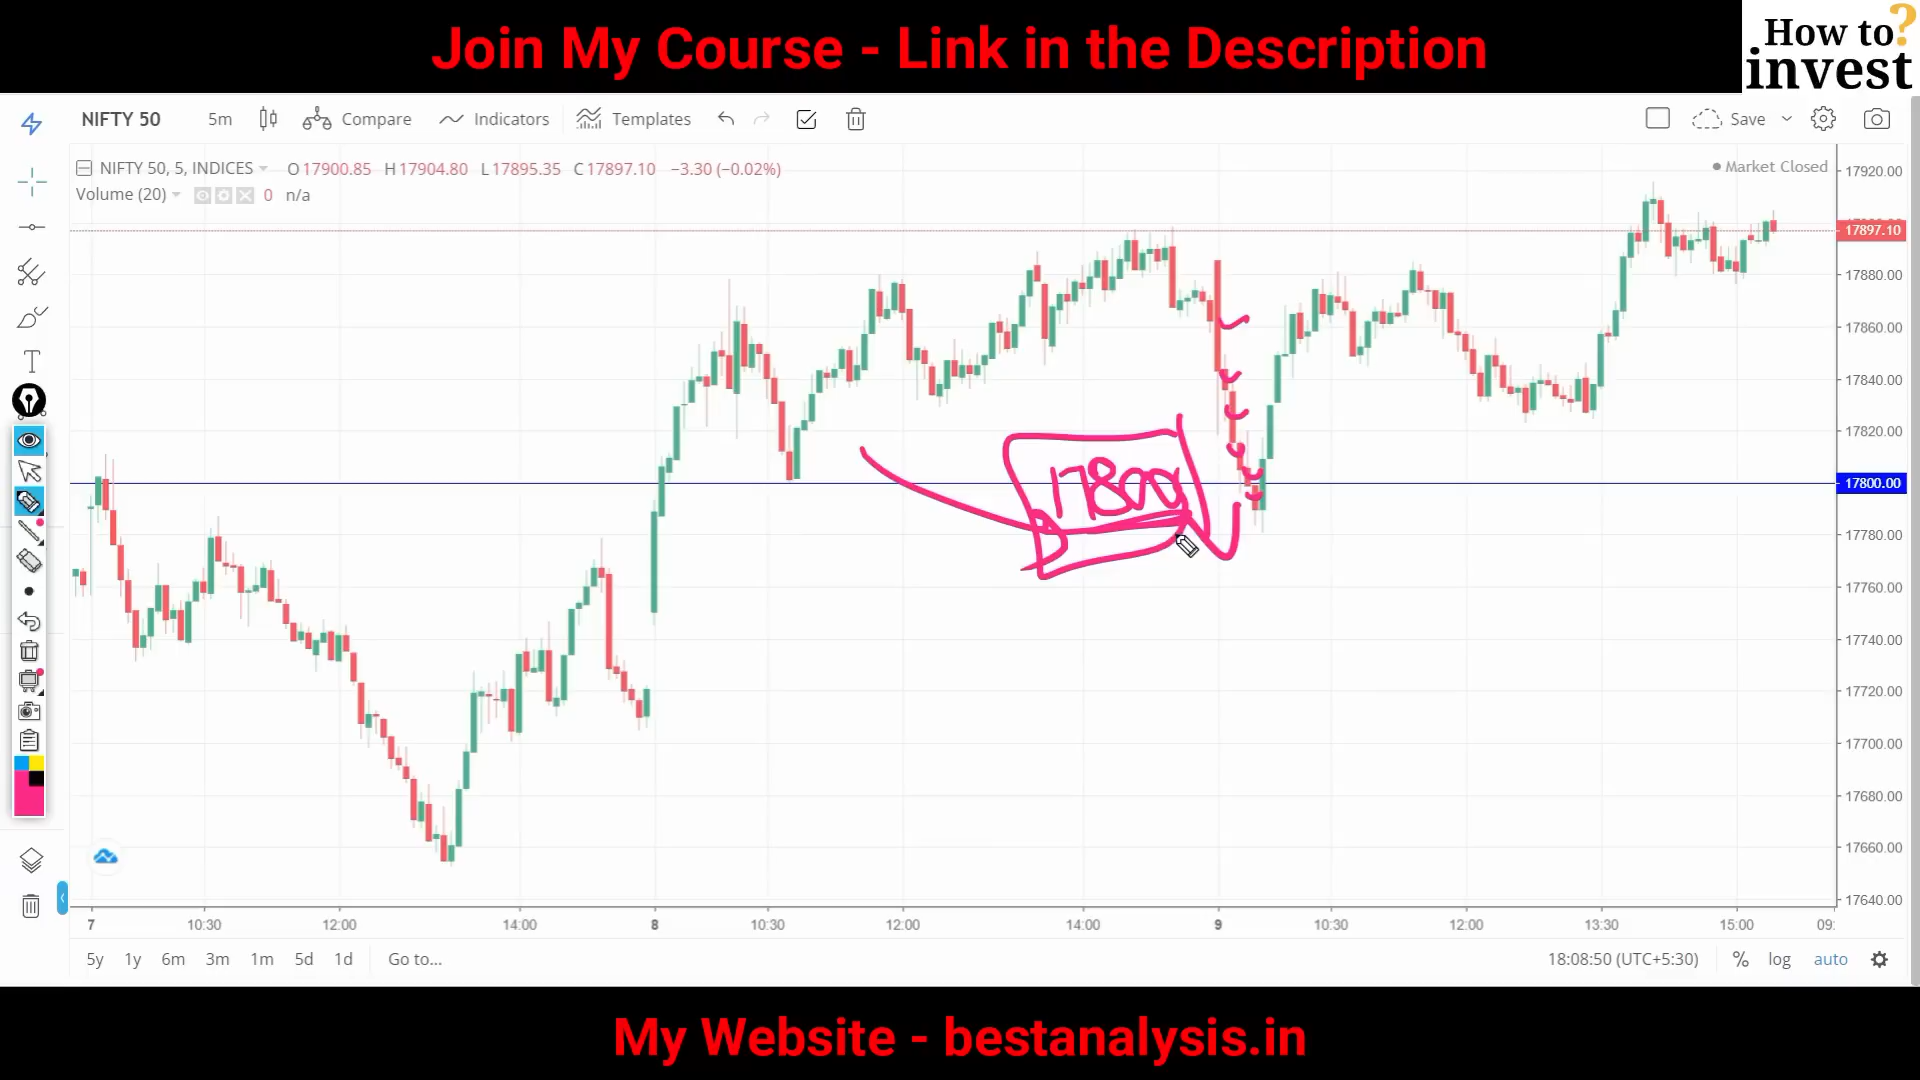 Join My Course - Link in the Description
How to?
invest
NIFTY 50 5m Compare Indicators Templates Save
NIFTY 50, 5, INDICES O17900.85 H17904.80 L17895.35 C17897.10 −3.30 (−0.02%)
Market Closed
Volume (20) 0 n/a
17920.00
17897.10
17880.00
17860.00
17840.00
17820.00
17800
17800.00
17780.00
17760.00
17740.00
17720.00
17700.00
17680.00
17660.00
17640.00
7 10:30 12:00 14:00 8 10:30 12:00 14:00 9 10:30 12:00 13:30 15:00 09:
5y 1y 6m 3m 1m 5d 1d Go to... 18:08:50 (UTC+5:30) % log auto
My Website - bestanalysis.in